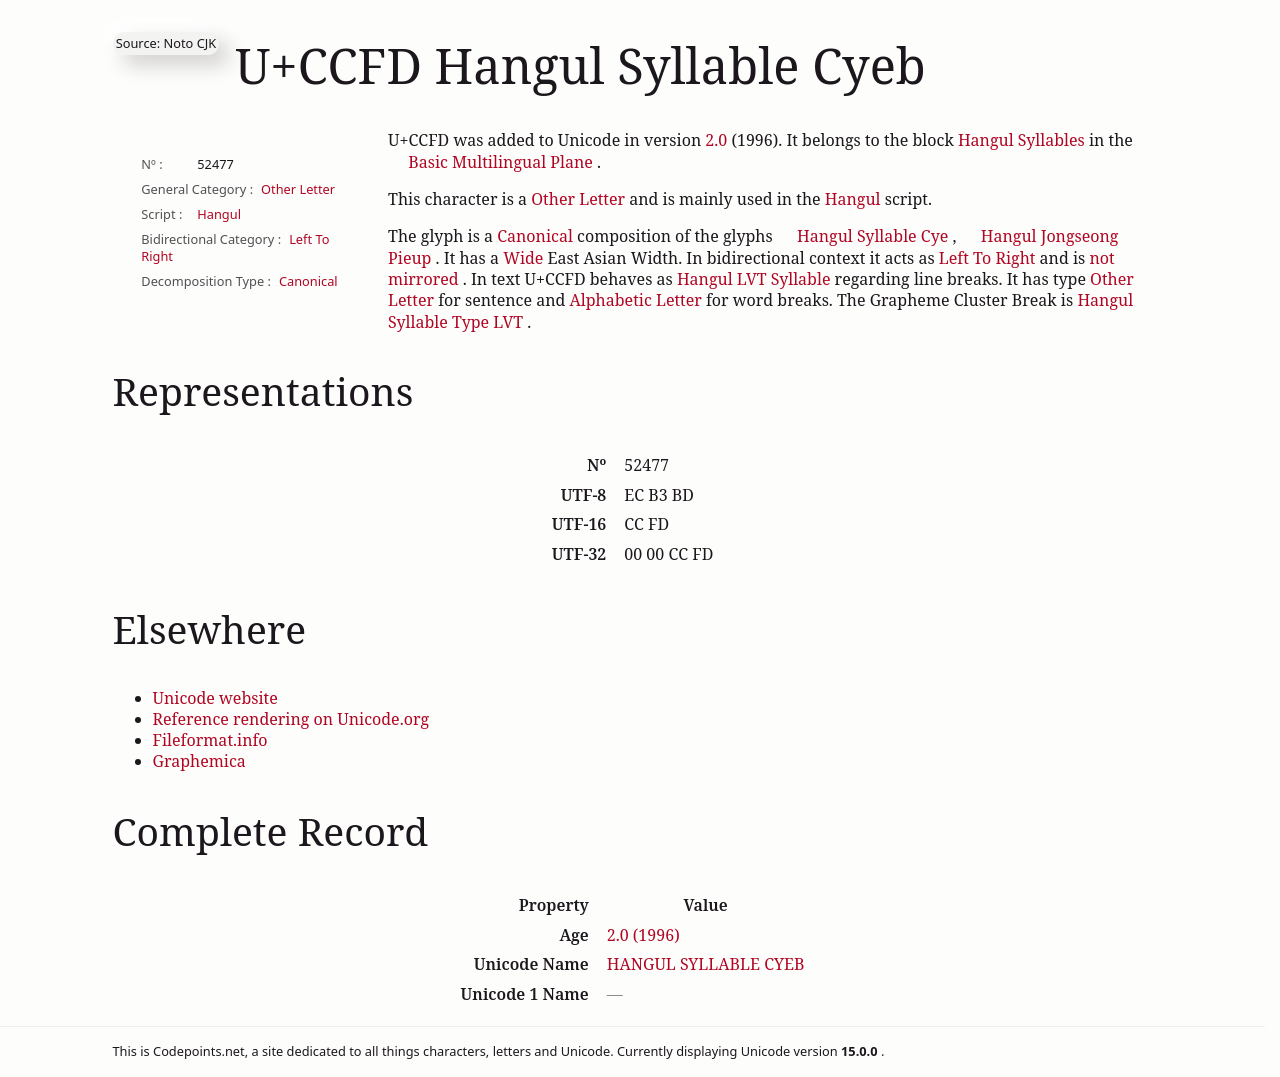 Source: Noto CJK
U+CCFD Hangul Syllable Cyeb
Nº : 52477
General Category : Other Letter
Script : Hangul
Bidirectional Category : Left To
Right
Decomposition Type : Canonical
U+CCFD was added to Unicode in version 2.0 (1996). It belongs to the block Hangul Syllables in the
Basic Multilingual Plane .
This character is a Other Letter and is mainly used in the Hangul script.
The glyph is a Canonical composition of the glyphs Hangul Syllable Cye , Hangul Jongseong
Pieup . It has a Wide East Asian Width. In bidirectional context it acts as Left To Right and is not
mirrored . In text U+CCFD behaves as Hangul LVT Syllable regarding line breaks. It has type Other
Letter for sentence and Alphabetic Letter for word breaks. The Grapheme Cluster Break is Hangul
Syllable Type LVT .
Representations
Nº 52477
UTF-8 EC B3 BD
UTF-16 CC FD
UTF-32 00 00 CC FD
Elsewhere
Unicode website
Reference rendering on Unicode.org
Fileformat.info
Graphemica
Complete Record
Property Value
Age 2.0 (1996)
Unicode Name HANGUL SYLLABLE CYEB
Unicode 1 Name —
This is Codepoints.net, a site dedicated to all things characters, letters and Unicode. Currently displaying Unicode version 15.0.0 .